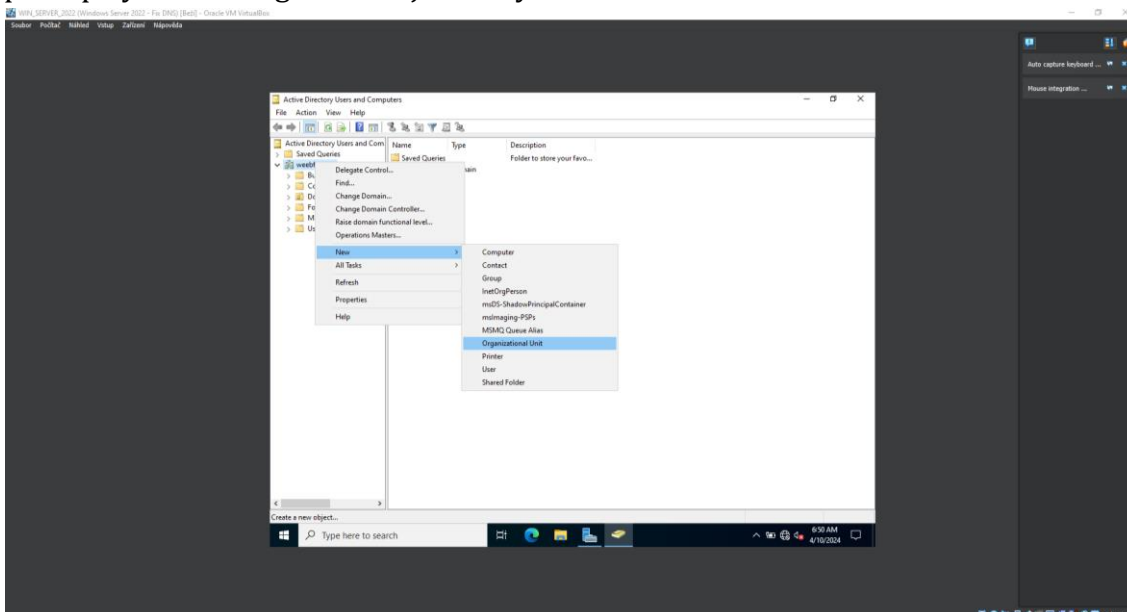 WIN_SERVER_2022 (Windows Server 2022 - Fix DNS) [Beží] - Oracle VM VirtualBox
Soubor Počítač Náhled Vstup Zařízení Nápověda
Auto capture keyboard ...
Mouse integration ...
Active Directory Users and Computers
File Action View Help
Active Directory Users and Com
Name Type Description
Saved Queries
Saved Queries Folder to store your favo...
Delegate Control...
Find...
Change Domain...
Change Domain Controller...
Raise domain functional level...
Operations Masters...
New
All Tasks
Refresh
Properties
Help
Computer
Contact
Group
InetOrgPerson
msDS-ShadowPrincipalContainer
msImaging-PSPs
MSMQ Queue Alias
Organizational Unit
Printer
User
Shared Folder
Create a new object...
Type here to search
6:50 AM
4/10/2024